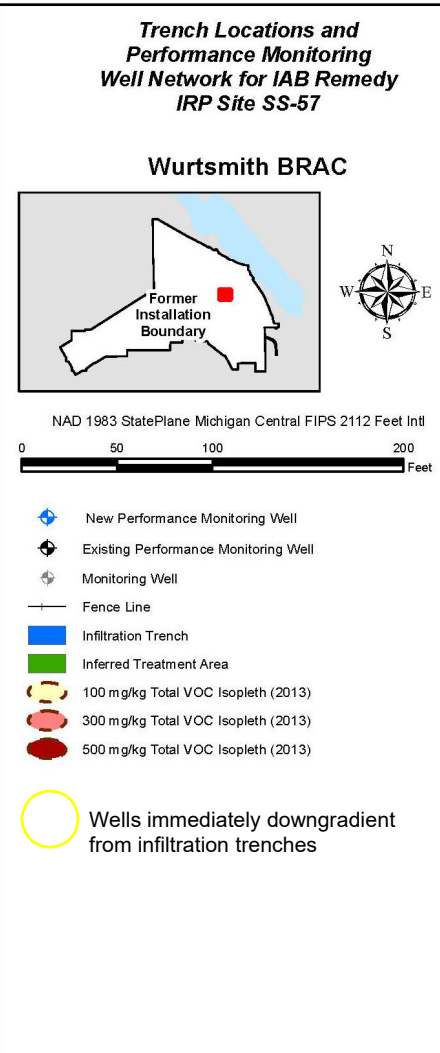 Trench Locations and
Performance Monitoring
Well Network for IAB Remedy
IRP Site SS-57
Wurtsmith BRAC
Former
Installation
Boundary
N
W
E
S
NAD 1983 StatePlane Michigan Central FIPS 2112 Feet Intl
0 50 100 200
Feet
New Performance Monitoring Well
Existing Performance Monitoring Well
Monitoring Well
Fence Line
Infiltration Trench
Inferred Treatment Area
100 mg/kg Total VOC Isopleth (2013)
300 mg/kg Total VOC Isopleth (2013)
500 mg/kg Total VOC Isopleth (2013)
Wells immediately downgradient
from infiltration trenches